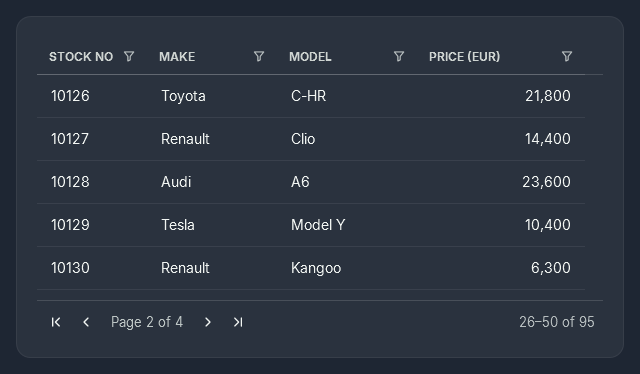 STOCK NO MAKE MODEL PRICE (EUR)
10126 Toyota C-HR 21,800
10127 Renault Clio 14,400
10128 Audi A6 23,600
10129 Tesla Model Y 10,400
10130 Renault Kangoo 6,300
Page 2 of 4 26–50 of 95